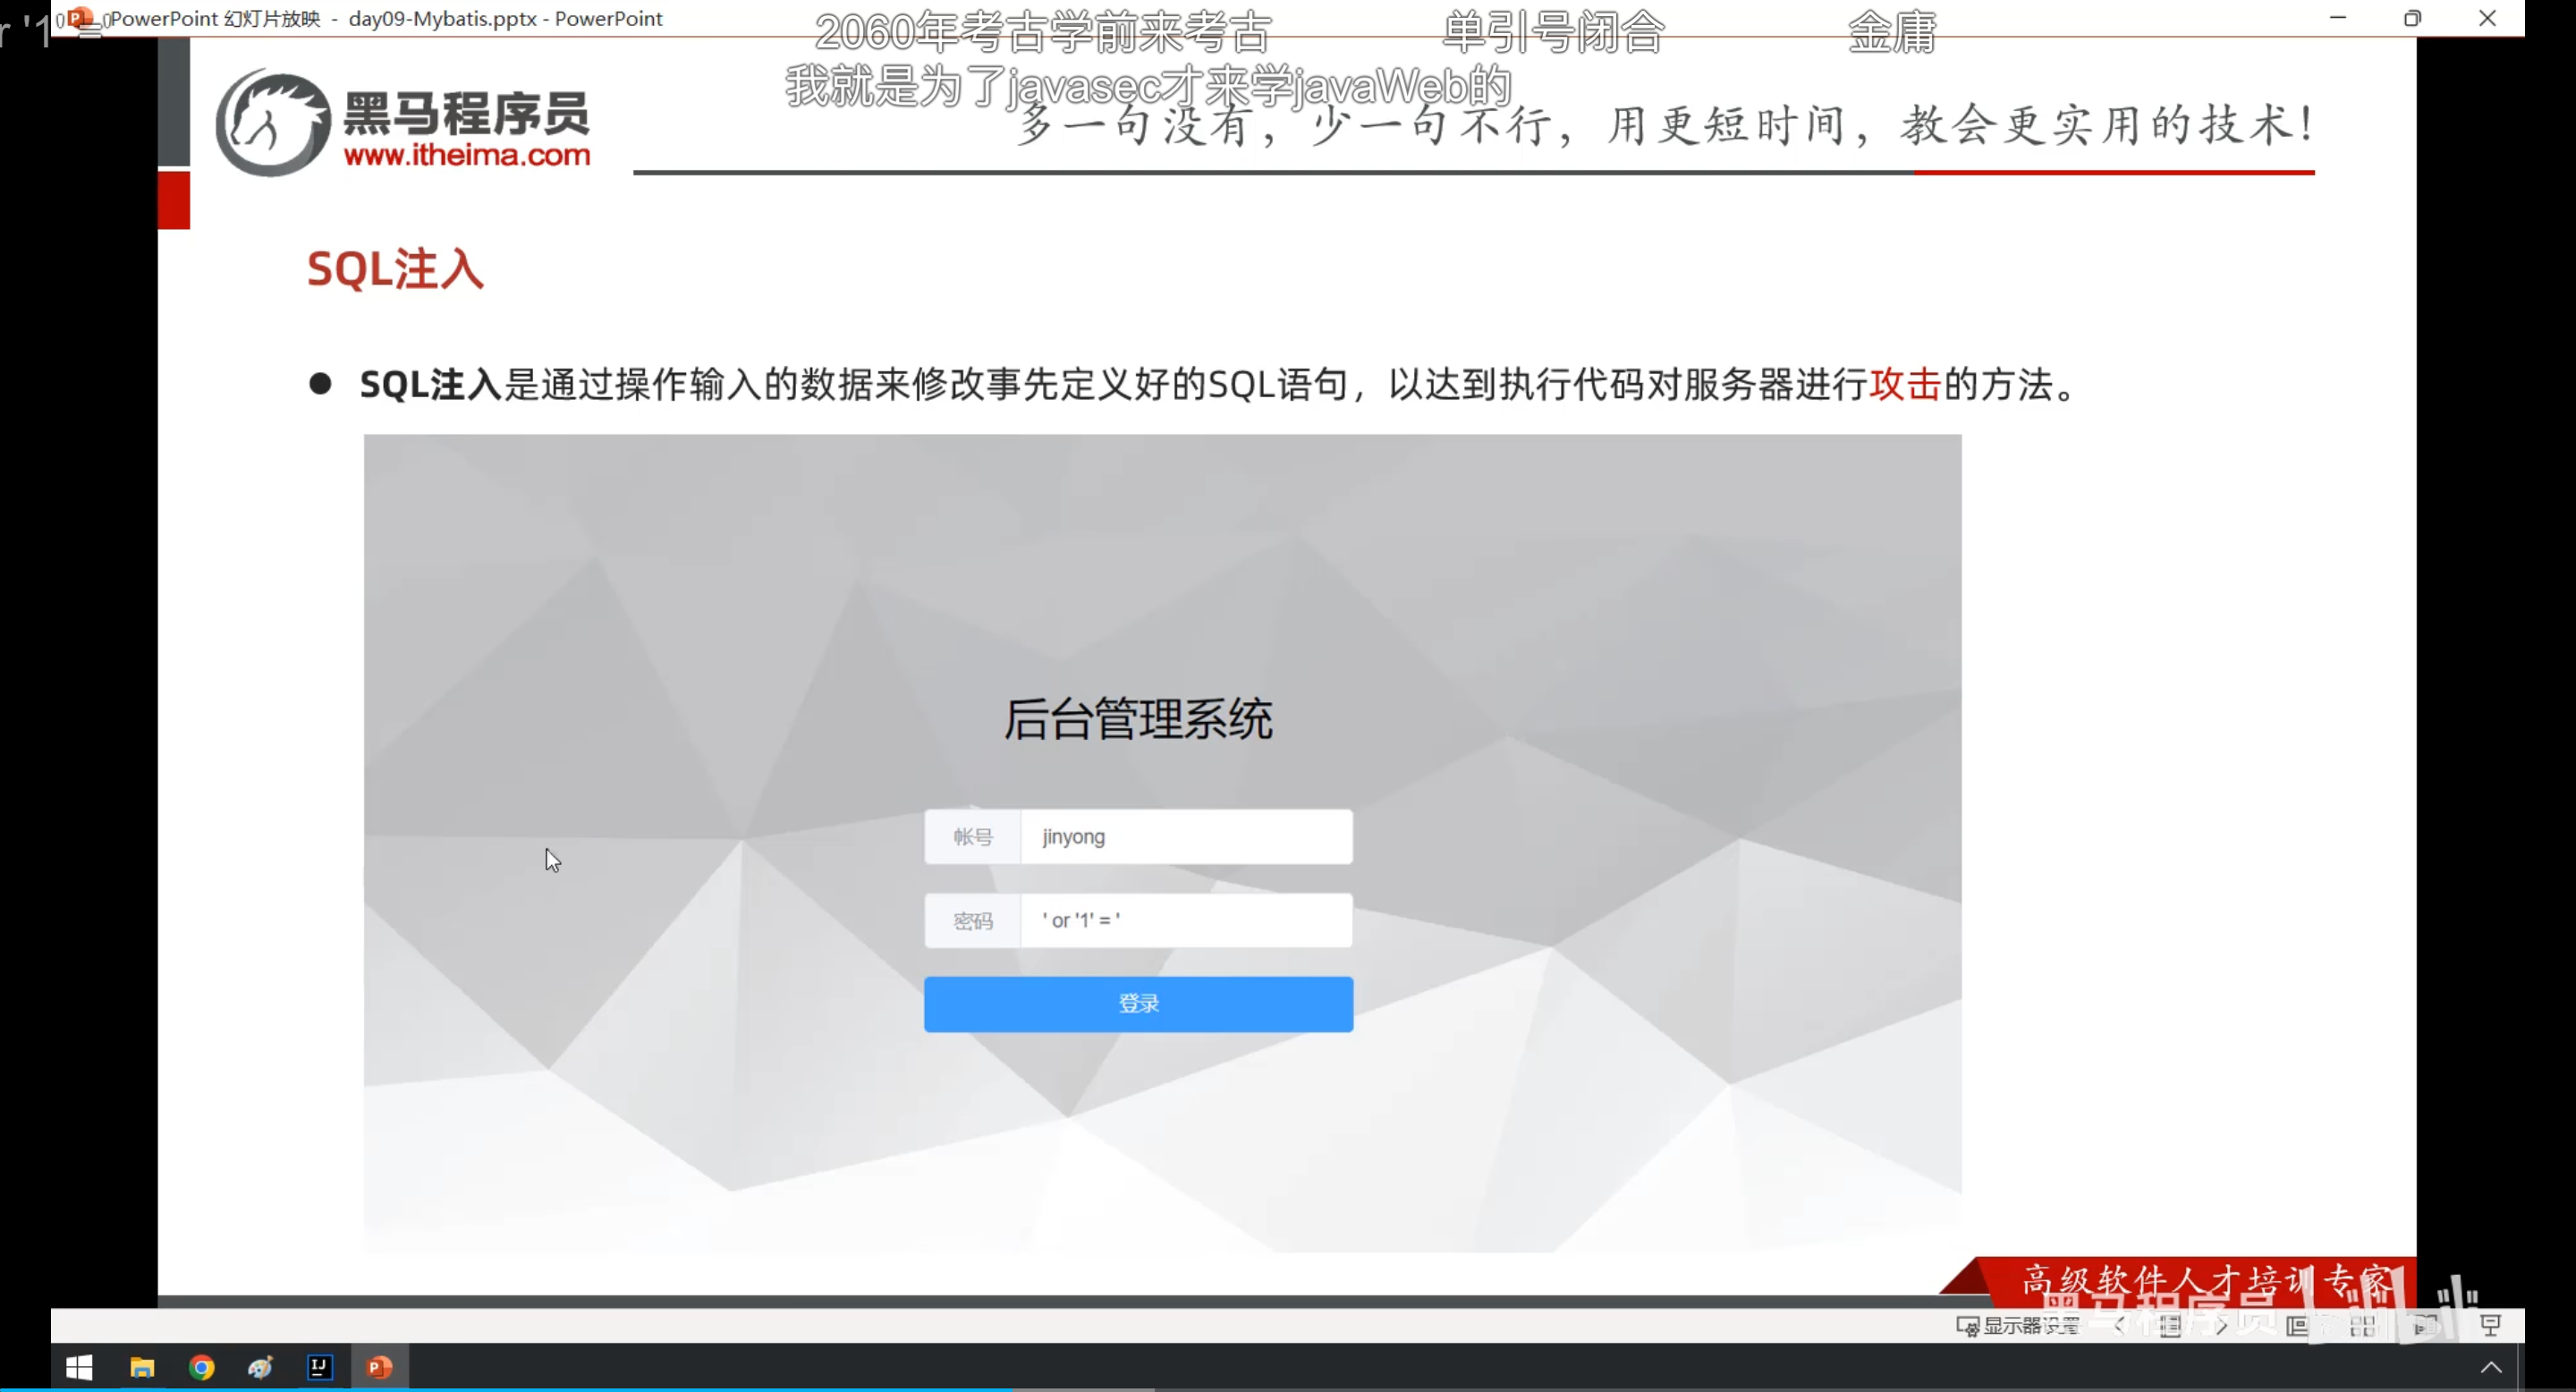 PowerPoint 幻灯片放映 - day09-Mybatis.pptx - PowerPoint
2060年考古学前来考古
单引号闭合
金庸
我就是为了javasec才来学javaWeb的
黑马程序员
www.itheima.com
多一句没有，少一句不行，用更短时间，教会更实用的技术！
SQL注入
● SQL注入是通过操作输入的数据来修改事先定义好的SQL语句，以达到执行代码对服务器进行攻击的方法。
后台管理系统
帐号 jinyong
密码 ' or '1' = '
登录
高级软件人才培训专家
黑马程序员
显示器设置